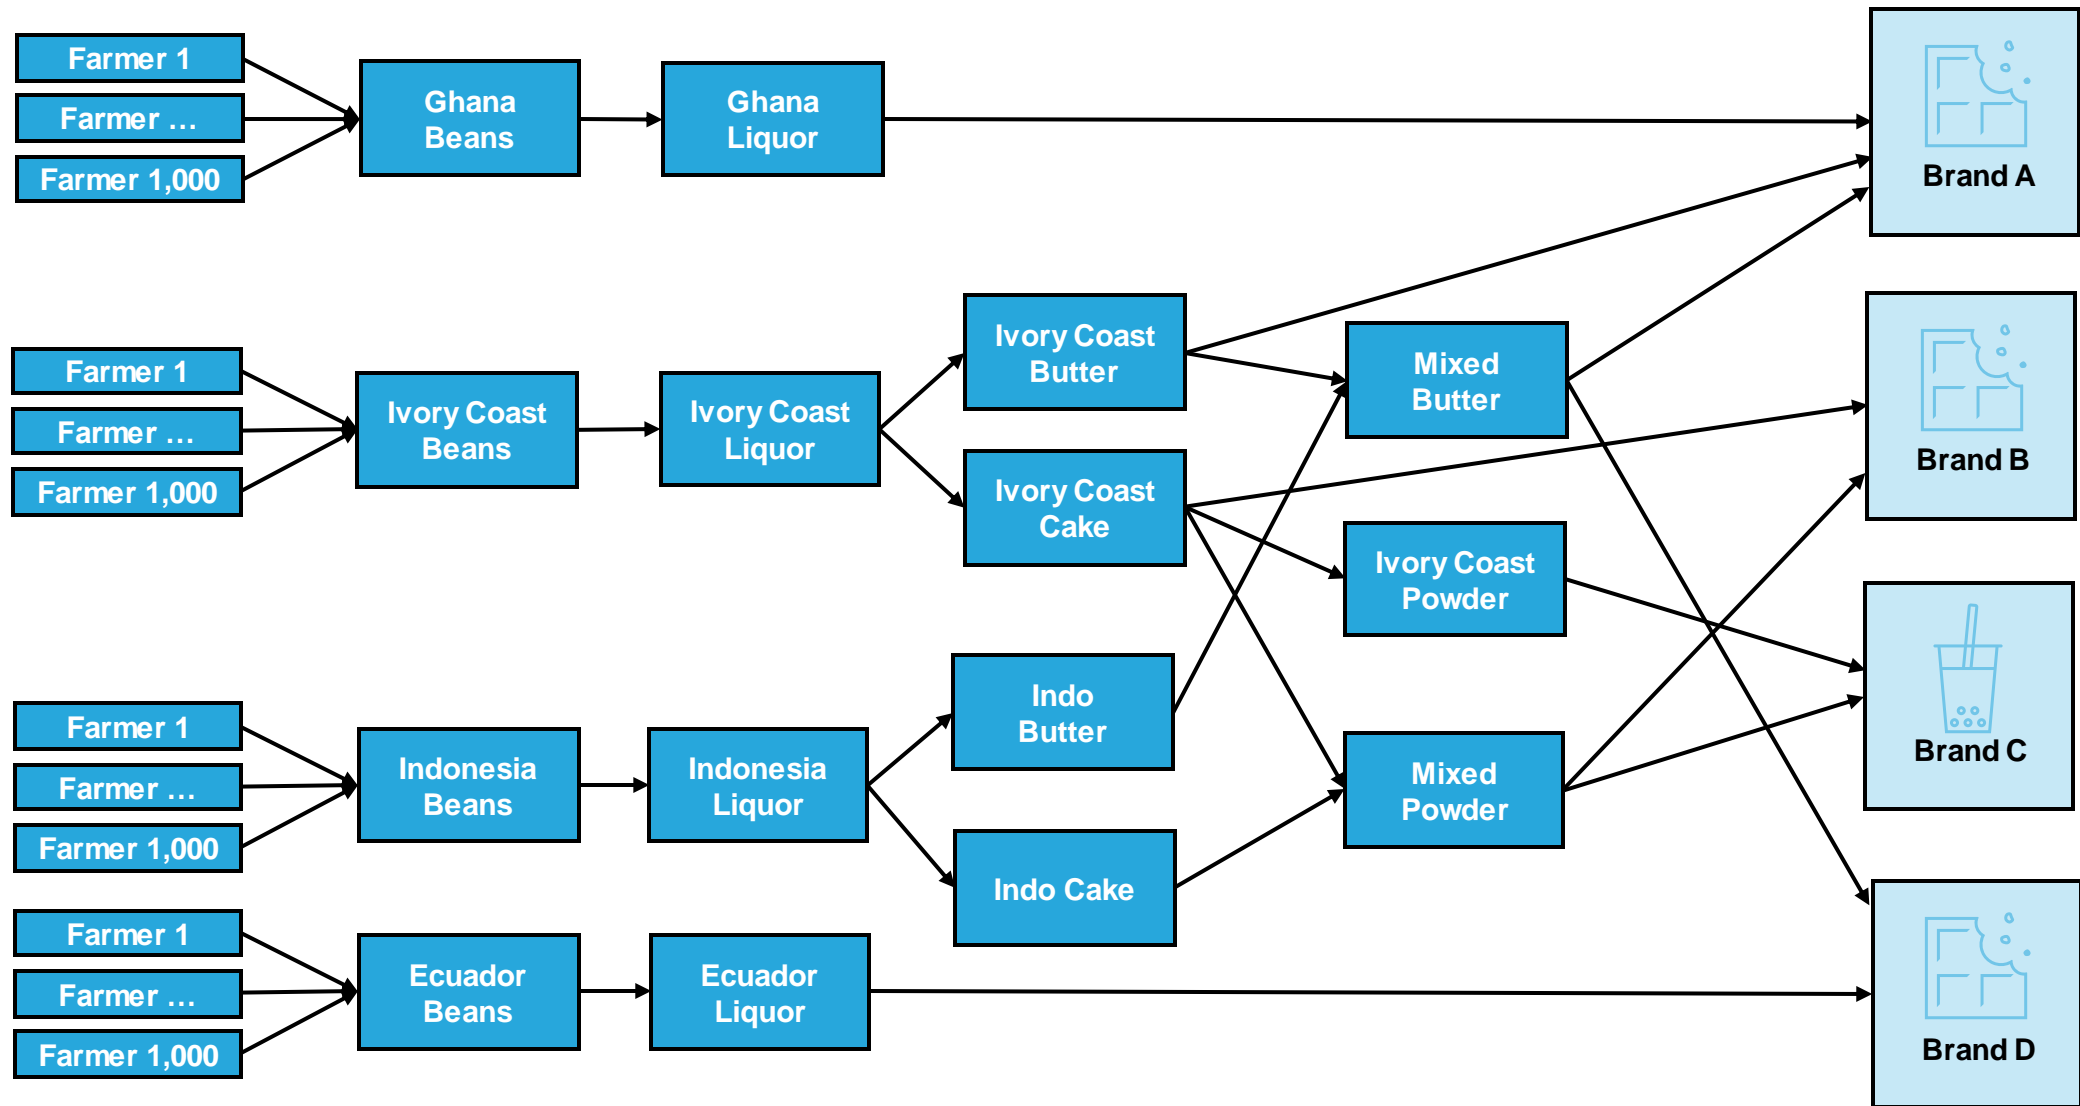 Farmer 1
Farmer …
Farmer 1,000
Ghana
Beans
Ghana
Liquor
Brand A
Farmer 1
Farmer …
Farmer 1,000
Ivory Coast
Beans
Ivory Coast
Liquor
Ivory Coast
Butter
Ivory Coast
Cake
Mixed
Butter
Ivory Coast
Powder
Brand B
Farmer 1
Farmer …
Farmer 1,000
Indonesia
Beans
Indonesia
Liquor
Indo
Butter
Indo Cake
Mixed
Powder
Brand C
Farmer 1
Farmer …
Farmer 1,000
Ecuador
Beans
Ecuador
Liquor
Brand D